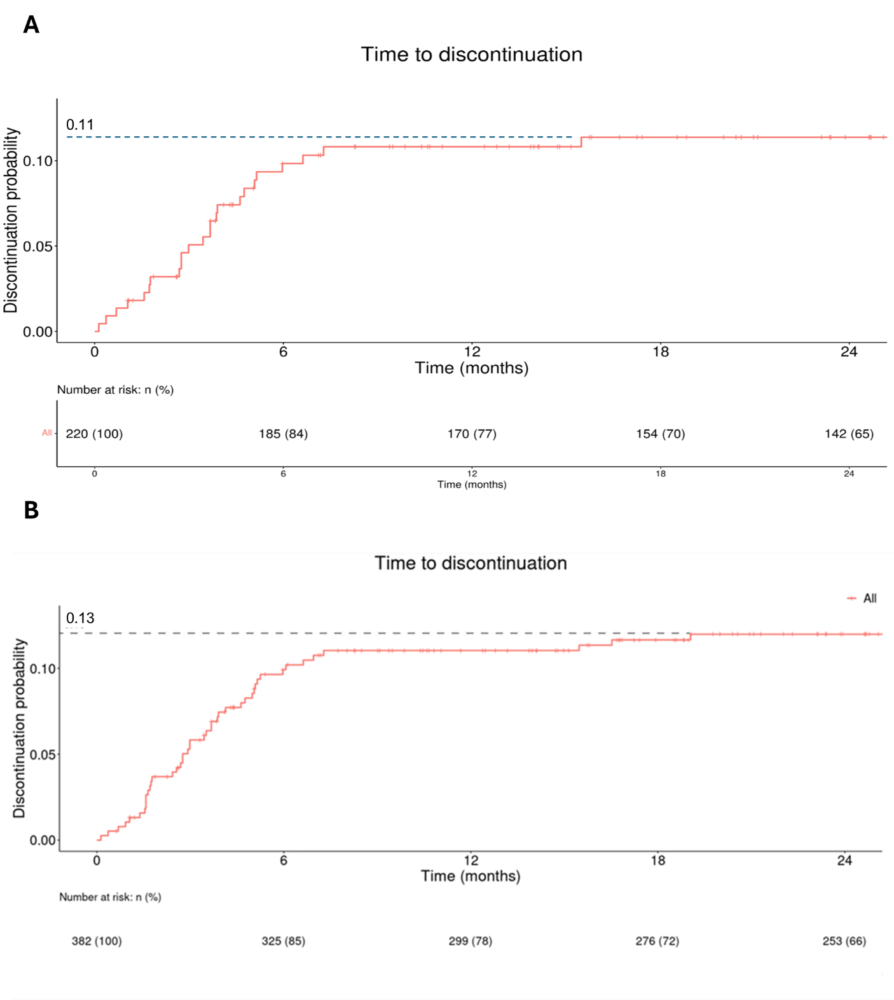 A
Time to discontinuation
0.11
Discontinuation probability
0.10
0.05
0.00
0 6 12 18 24
Time (months)
Number at risk: n (%)
All 220 (100) 185 (84) 170 (77) 154 (70) 142 (65)
0 6 12 18 24
Time (months)
B
Time to discontinuation
All
0.13
Discontinuation probability
0.10
0.05
0.00
0 6 12 18 24
Time (months)
Number at risk: n (%)
382 (100) 325 (85) 299 (78) 276 (72) 253 (66)